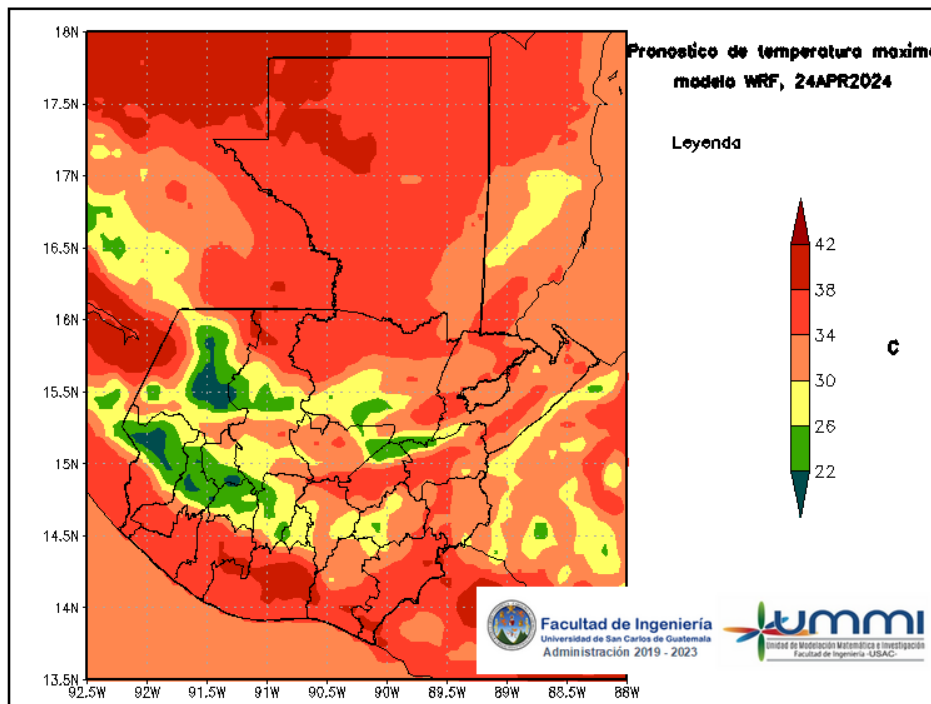 Pronostico de temperatura maxima
modelo WRF, 24APR2024
Leyenda
42
38
34
30
26
22
C
18N
17.5N
17N
16.5N
16N
15.5N
15N
14.5N
14N
13.5N
92.5W
92W
91.5W
91W
90.5W
90W
89.5W
89W
88.5W
88W
Facultad de Ingeniería
Universidad de San Carlos de Guatemala
Administración 2019 - 2023
UMMI
Unidad de Modelación Matemática e Investigación
Facultad de Ingeniería -USAC-